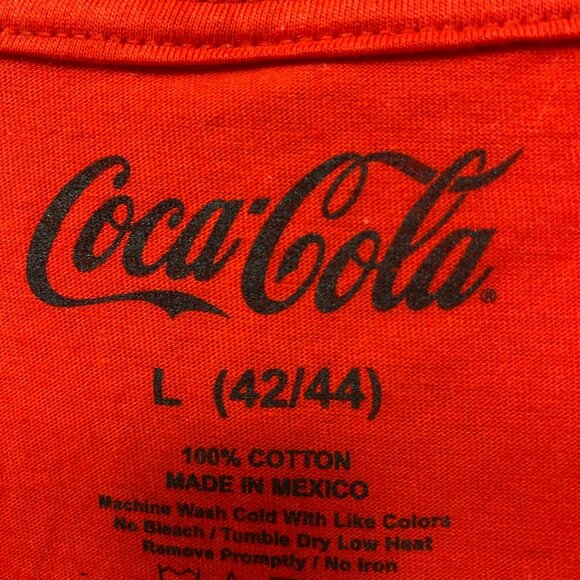 Coca-Cola®
L (42/44)
100% COTTON
MADE IN MEXICO
Machine Wash Cold With Like Colors
No Bleach / Tumble Dry Low Heat
Remove Promptly / No Iron